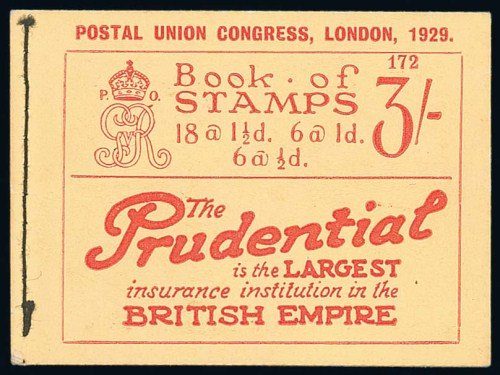 POSTAL UNION CONGRESS, LONDON, 1929.
172
P. O.
GR
Book · of
STAMPS
3/-
18 @ 1½d. 6 @ 1d.
6 @ ½d.
The
Prudential
is the LARGEST
insurance institution in the
BRITISH EMPIRE